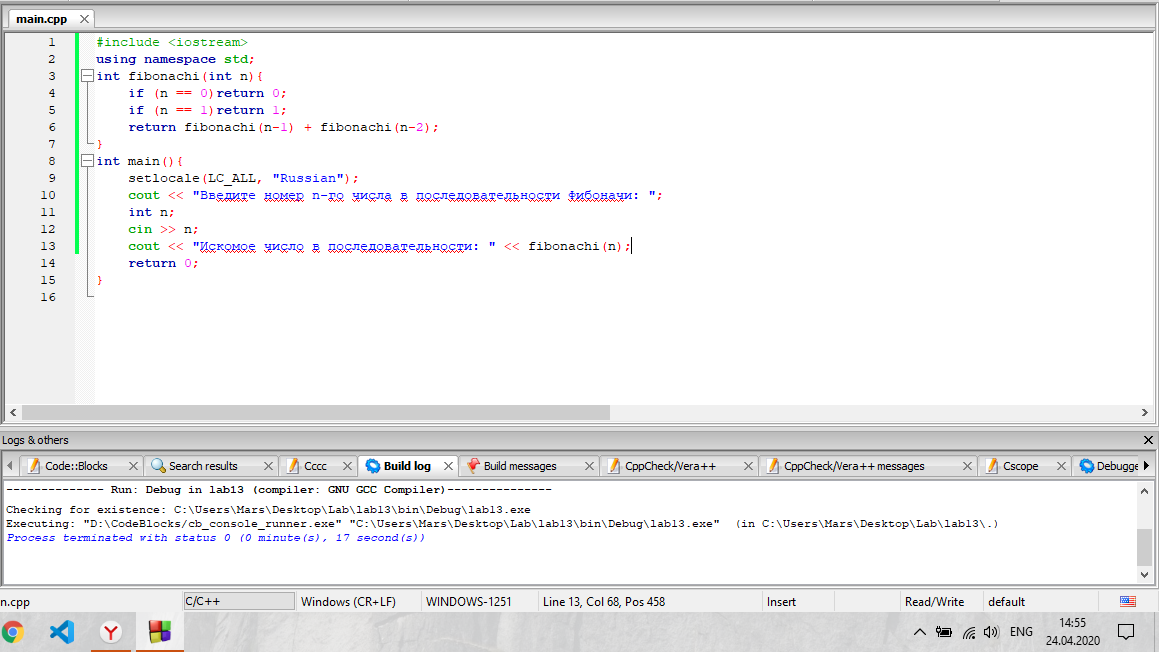 main.cpp
1 #include <iostream>
2 using namespace std;
3 int fibonachi(int n){
4 if (n == 0)return 0;
5 if (n == 1)return 1;
6 return fibonachi(n-1) + fibonachi(n-2);
7 }
8 int main(){
9 setlocale(LC_ALL, "Russian");
10 cout << "Введите номер n-го числа в последовательности Фибоначи: ";
11 int n;
12 cin >> n;
13 cout << "Искомое число в последовательности: " << fibonachi(n);
14 return 0;
15 }
16
Logs & others
Code::Blocks Search results Cccc Build log Build messages CppCheck/Vera++ CppCheck/Vera++ messages Cscope Debugge
-------------- Run: Debug in lab13 (compiler: GNU GCC Compiler)---------------
Checking for existence: C:\Users\Mars\Desktop\Lab\lab13\bin\Debug\lab13.exe
Executing: "D:\CodeBlocks/cb_console_runner.exe" "C:\Users\Mars\Desktop\Lab\lab13\bin\Debug\lab13.exe"  (in C:\Users\Mars\Desktop\Lab\lab13\.)
Process terminated with status 0 (0 minute(s), 17 second(s))
n.cpp C/C++ Windows (CR+LF) WINDOWS-1251 Line 13, Col 68, Pos 458 Insert Read/Write default
ENG
14:55
24.04.2020